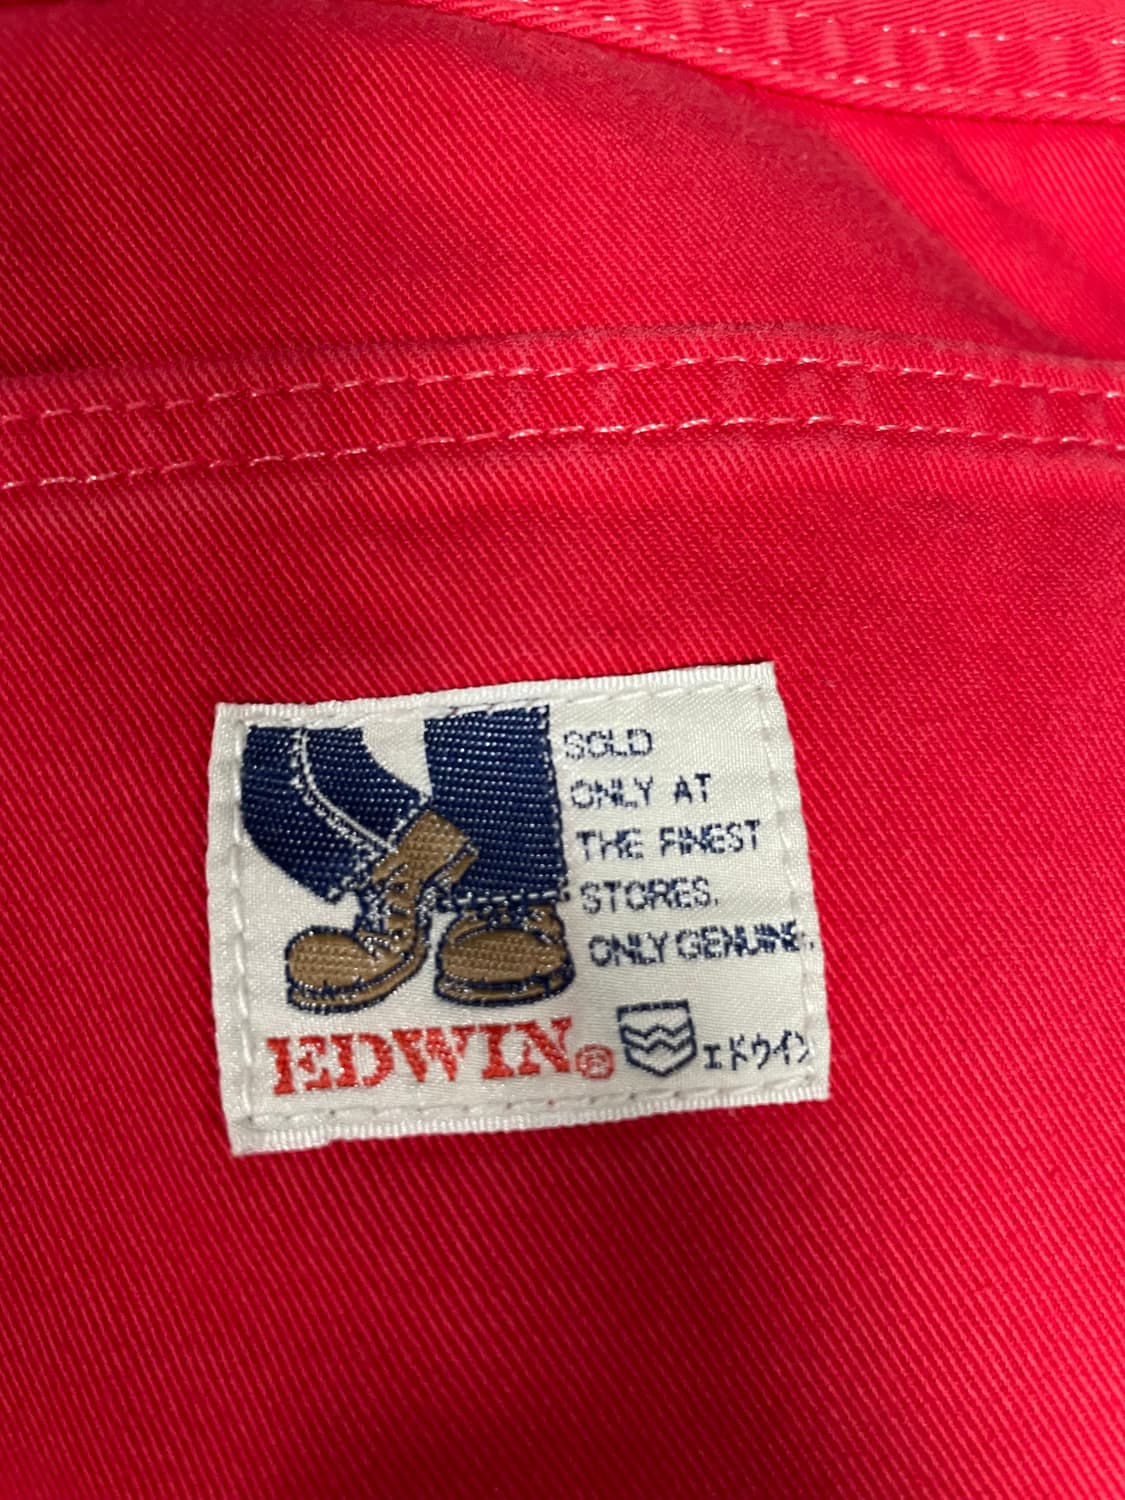 SOLD
ONLY AT
THE FINEST
STORES.
ONLY GENUINE.
EDWIN®
エドウイン